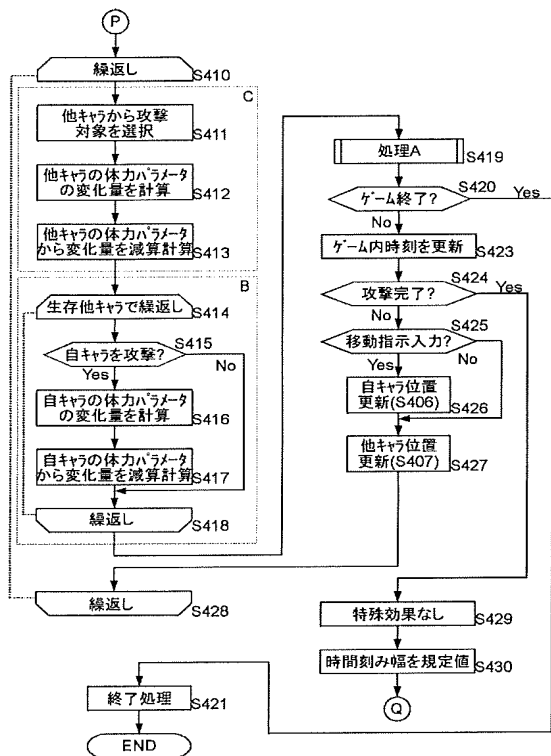 P
繰返し
S410
C
他キャラから攻撃
対象を選択
S411
他キャラの体力パラメータ
の変化量を計算
S412
他キャラの体力パラメータ
から変化量を減算計算
S413
B
生存他キャラで繰返し
S414
自キャラを攻撃?
S415
Yes
No
自キャラの体力パラメータ
の変化量を計算
S416
自キャラの体力パラメータ
から変化量を減算計算
S417
繰返し
S418
繰返し
S428
処理A
S419
ゲーム終了?
S420
Yes
No
ゲーム内時刻を更新
S423
攻撃完了?
S424
Yes
No
移動指示入力?
S425
Yes
No
自キャラ位置
更新(S406)
S426
他キャラ位置
更新(S407)
S427
特殊効果なし
S429
時間刻み幅を規定値
S430
Q
終了処理
S421
END